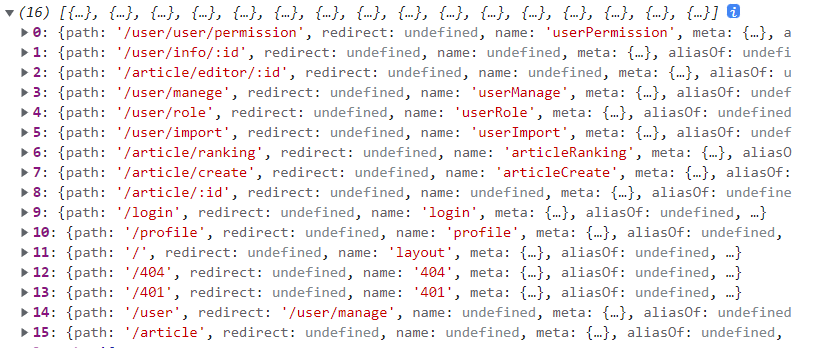 (16) [{…}, {…}, {…}, {…}, {…}, {…}, {…}, {…}, {…}, {…}, {…}, {…}, {…}, {…}, {…}, {…}] i
0: {path: '/user/user/permission', redirect: undefined, name: 'userPermission', meta: {…}, a
1: {path: '/user/info/:id', redirect: undefined, name: undefined, meta: {…}, aliasOf: undefi
2: {path: '/article/editor/:id', redirect: undefined, name: undefined, meta: {…}, aliasOf: u
3: {path: '/user/manege', redirect: undefined, name: 'userManage', meta: {…}, aliasOf: undef
4: {path: '/user/role', redirect: undefined, name: 'userRole', meta: {…}, aliasOf: undefined
5: {path: '/user/import', redirect: undefined, name: 'userImport', meta: {…}, aliasOf: undef
6: {path: '/article/ranking', redirect: undefined, name: 'articleRanking', meta: {…}, aliasO
7: {path: '/article/create', redirect: undefined, name: 'articleCreate', meta: {…}, aliasOf:
8: {path: '/article/:id', redirect: undefined, name: undefined, meta: {…}, aliasOf: undefine
9: {path: '/login', redirect: undefined, name: 'login', meta: {…}, aliasOf: undefined, …}
10: {path: '/profile', redirect: undefined, name: 'profile', meta: {…}, aliasOf: undefined,
11: {path: '/', redirect: undefined, name: 'layout', meta: {…}, aliasOf: undefined, …}
12: {path: '/404', redirect: undefined, name: '404', meta: {…}, aliasOf: undefined, …}
13: {path: '/401', redirect: undefined, name: '401', meta: {…}, aliasOf: undefined, …}
14: {path: '/user', redirect: '/user/manage', name: undefined, meta: {…}, aliasOf: undefined
15: {path: '/article', redirect: undefined, name: undefined, meta: {…}, aliasOf: undefined,